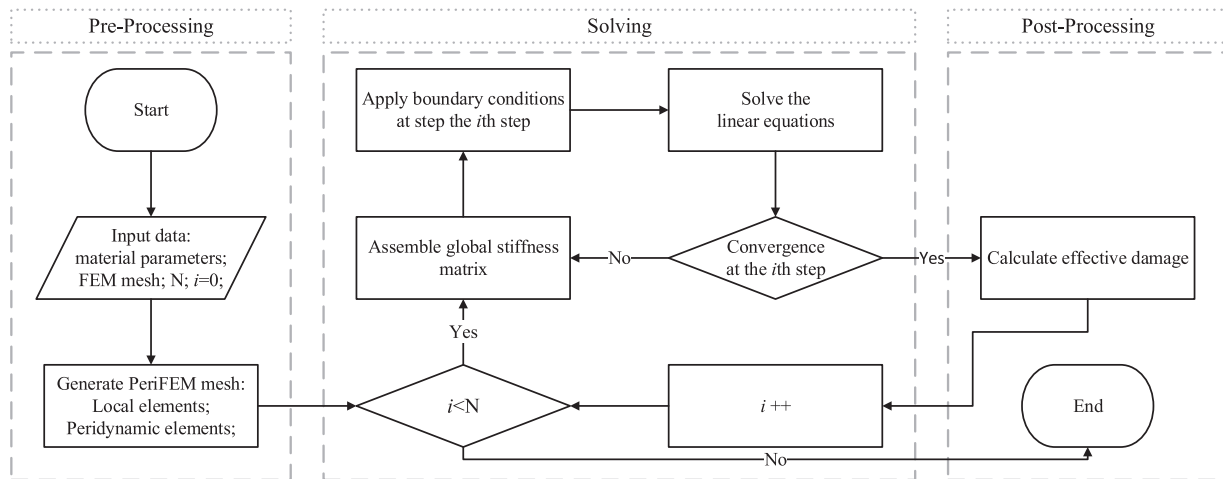 Pre-Processing
Solving
Post-Processing
Start
Input data:
material parameters;
FEM mesh; N; i=0;
Generate PeriFEM mesh:
Local elements;
Peridynamic elements;
Apply boundary conditions
at step the ith step
Solve the
linear equations
Assemble global stiffness
matrix
No
Convergence
at the ith step
Yes
Calculate effective damage
Yes
i<N
i ++
End
No